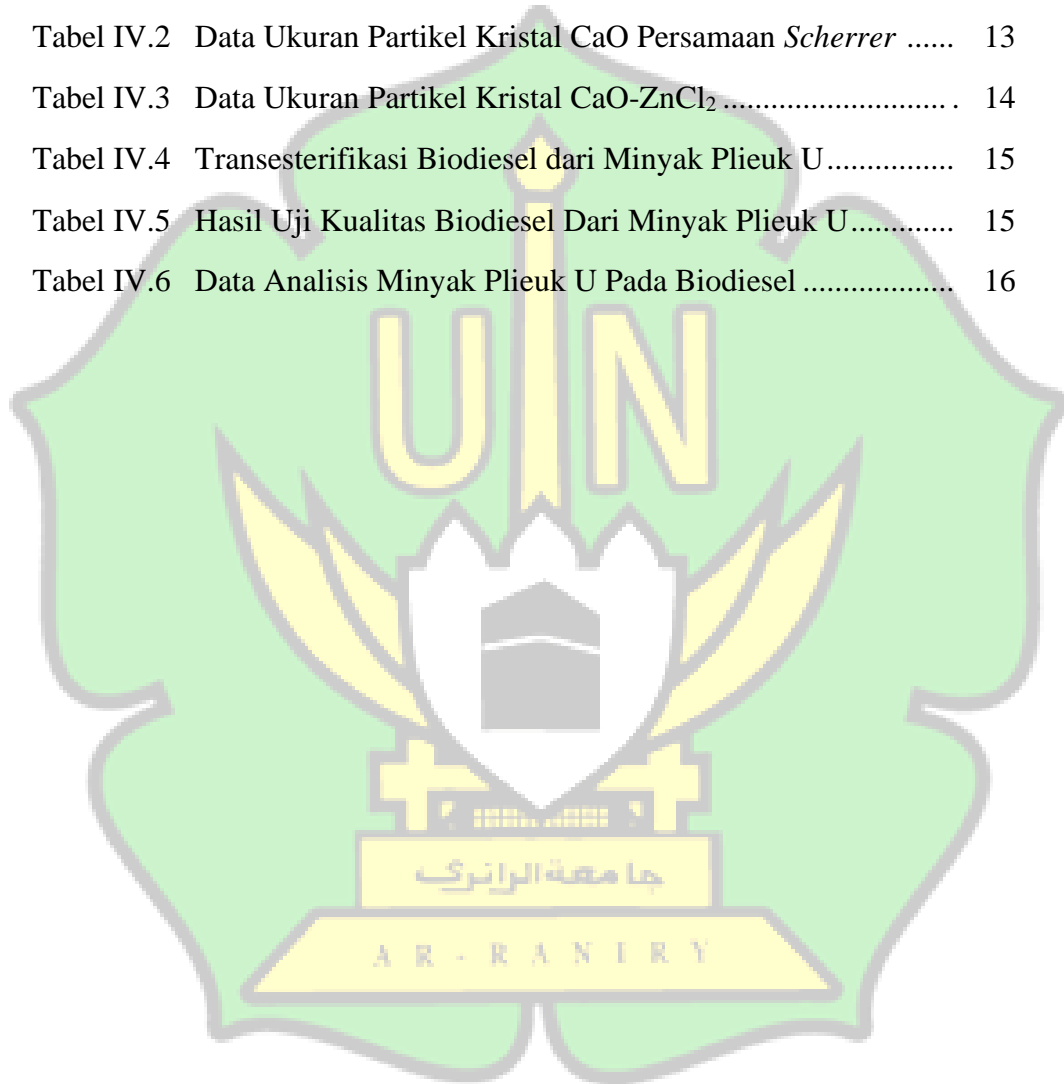 Tabel IV.2 Data Ukuran Partikel Kristal CaO Persamaan Scherrer ...... 13
Tabel IV.3 Data Ukuran Partikel Kristal CaO-ZnCl₂ .......................... . 14
Tabel IV.4 Transesterifikasi Biodiesel dari Minyak Plieuk U ............... 15
Tabel IV.5 Hasil Uji Kualitas Biodiesel Dari Minyak Plieuk U ............ 15
Tabel IV.6 Data Analisis Minyak Plieuk U Pada Biodiesel .................. 16
UIN
جامعة الرانري
AR-RANIRY